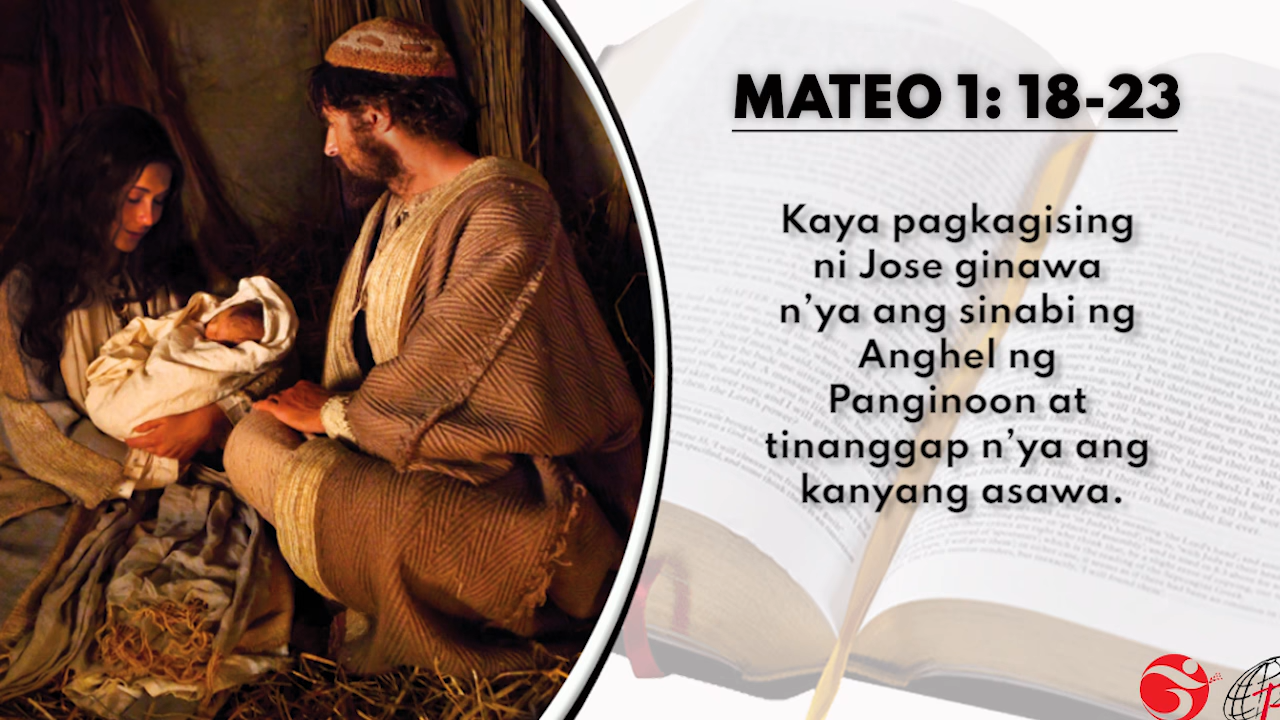 MATEO 1: 18-23
Kaya pagkagising
ni Jose ginawa
n’ya ang sinabi ng
Anghel ng
Panginoon at
tinanggap n’ya ang
kanyang asawa.